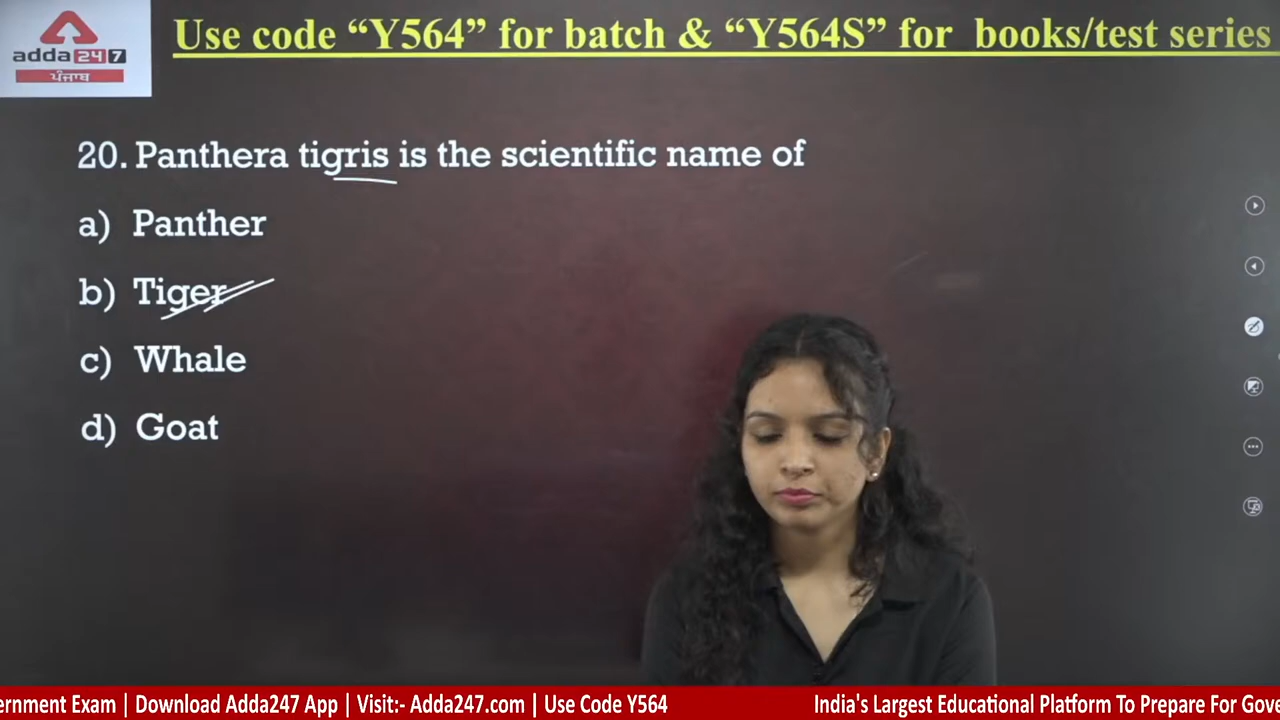 Use code “Y564” for batch & “Y564S” for books/test series
adda247
ਪੰਜਾਬ
20. Panthera tigris is the scientific name of
a) Panther
b) Tiger
c) Whale
d) Goat
ernment Exam | Download Adda247 App | Visit:- Adda247.com | Use Code Y564 India's Largest Educational Platform To Prepare For Gove